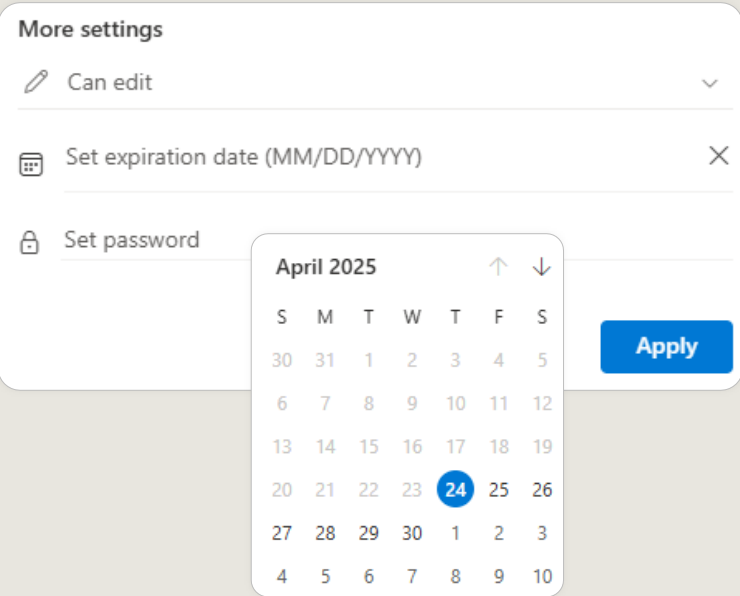 More settings
Can edit
Set expiration date (MM/DD/YYYY)
Set password
April 2025
S M T W T F S
30 31 1 2 3 4 5
Apply
6 7 8 9 10 11 12
13 14 15 16 17 18 19
20 21 22 23 24 25 26
27 28 29 30 1 2 3
4 5 6 7 8 9 10